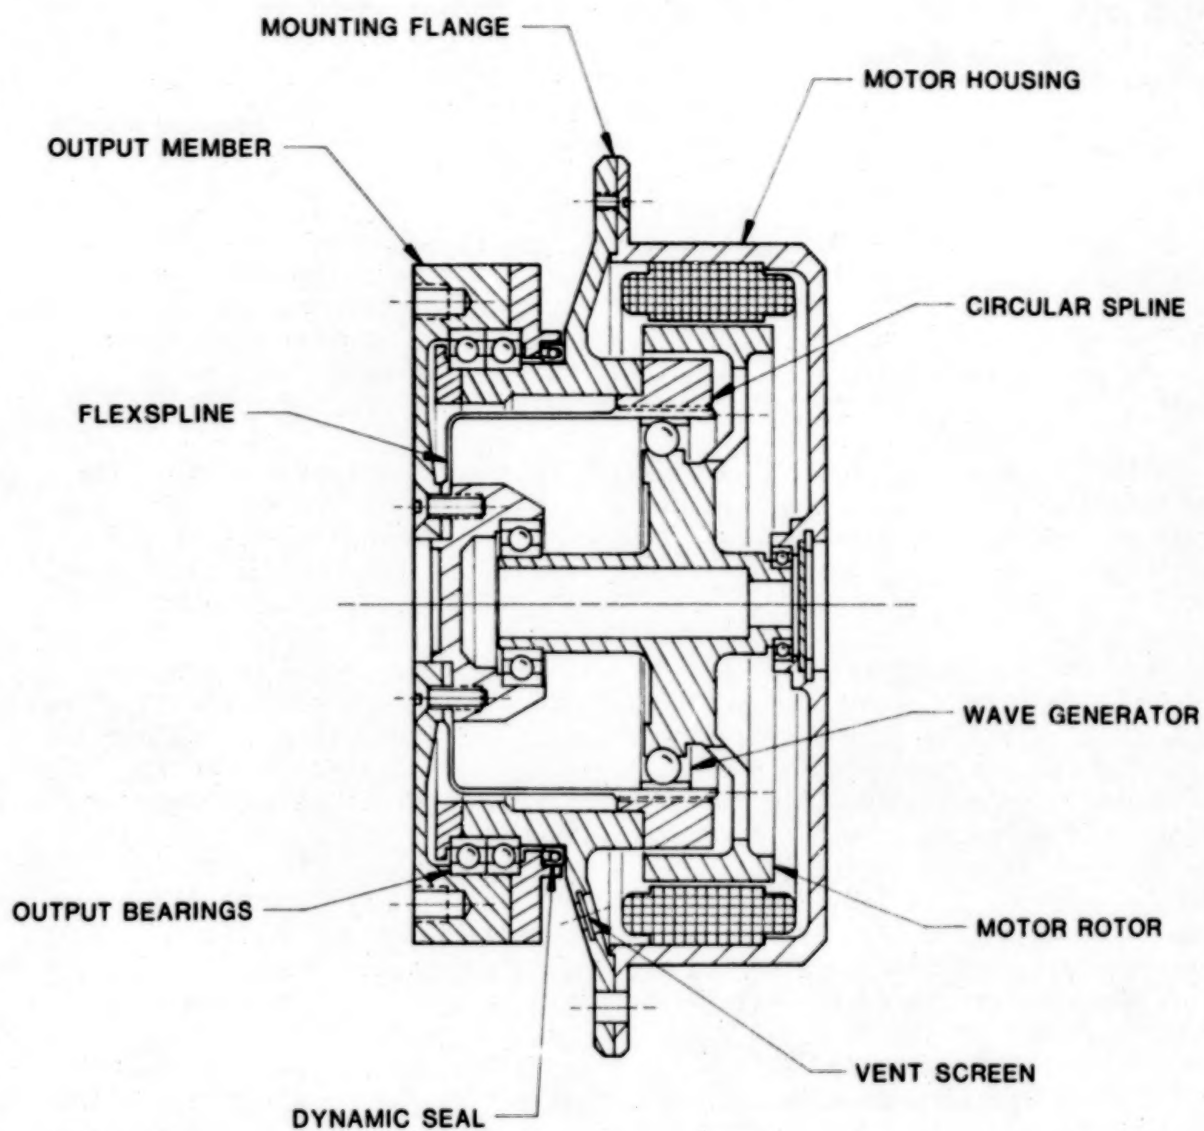 MOUNTING FLANGE
MOTOR HOUSING
OUTPUT MEMBER
CIRCULAR SPLINE
FLEXSPLINE
WAVE GENERATOR
OUTPUT BEARINGS
MOTOR ROTOR
VENT SCREEN
DYNAMIC SEAL